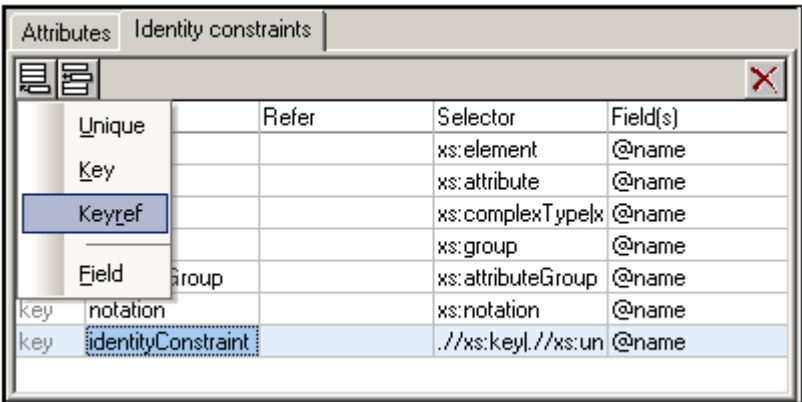 Attributes Identity constraints
Refer Selector Field(s)
Unique
xs:element @name
Key
xs:attribute @name
Keyref
xs:complexType|x @name
xs:group @name
Field
Group xs:attributeGroup @name
key notation xs:notation @name
key identityConstraint .//xs:key|.//xs:un @name